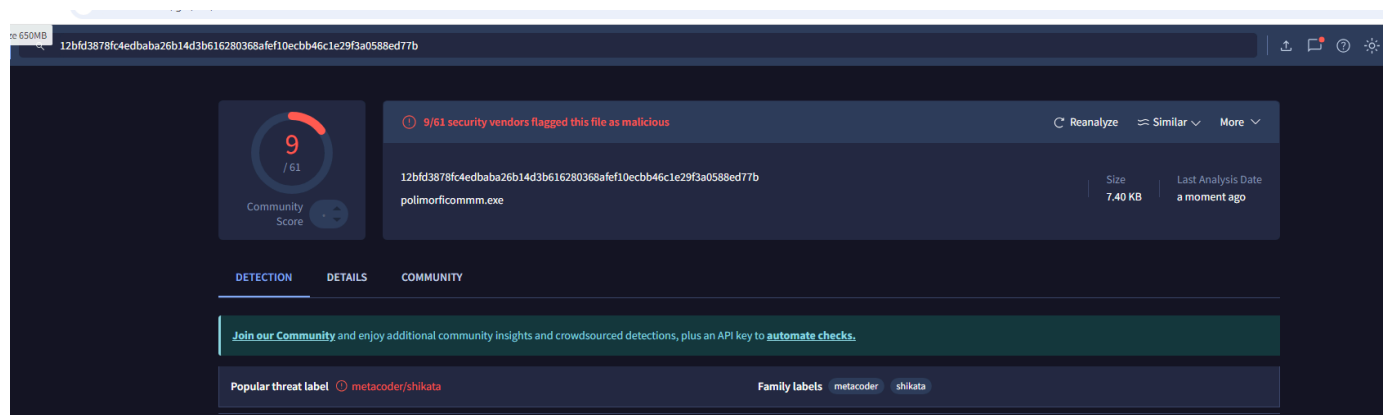 ze 650MB
12bfd3878fc4edbaba26b14d3b616280368afef10ecbb46c1e29f3a0588ed77b
9
/ 61
Community
Score
9/61 security vendors flagged this file as malicious
Reanalyze Similar More
12bfd3878fc4edbaba26b14d3b616280368afef10ecbb46c1e29f3a0588ed77b
polimorficommm.exe
Size
7.40 KB
Last Analysis Date
a moment ago
DETECTION DETAILS COMMUNITY
Join our Community and enjoy additional community insights and crowdsourced detections, plus an API key to automate checks.
Popular threat label metacoder/shikata Family labels metacoder shikata